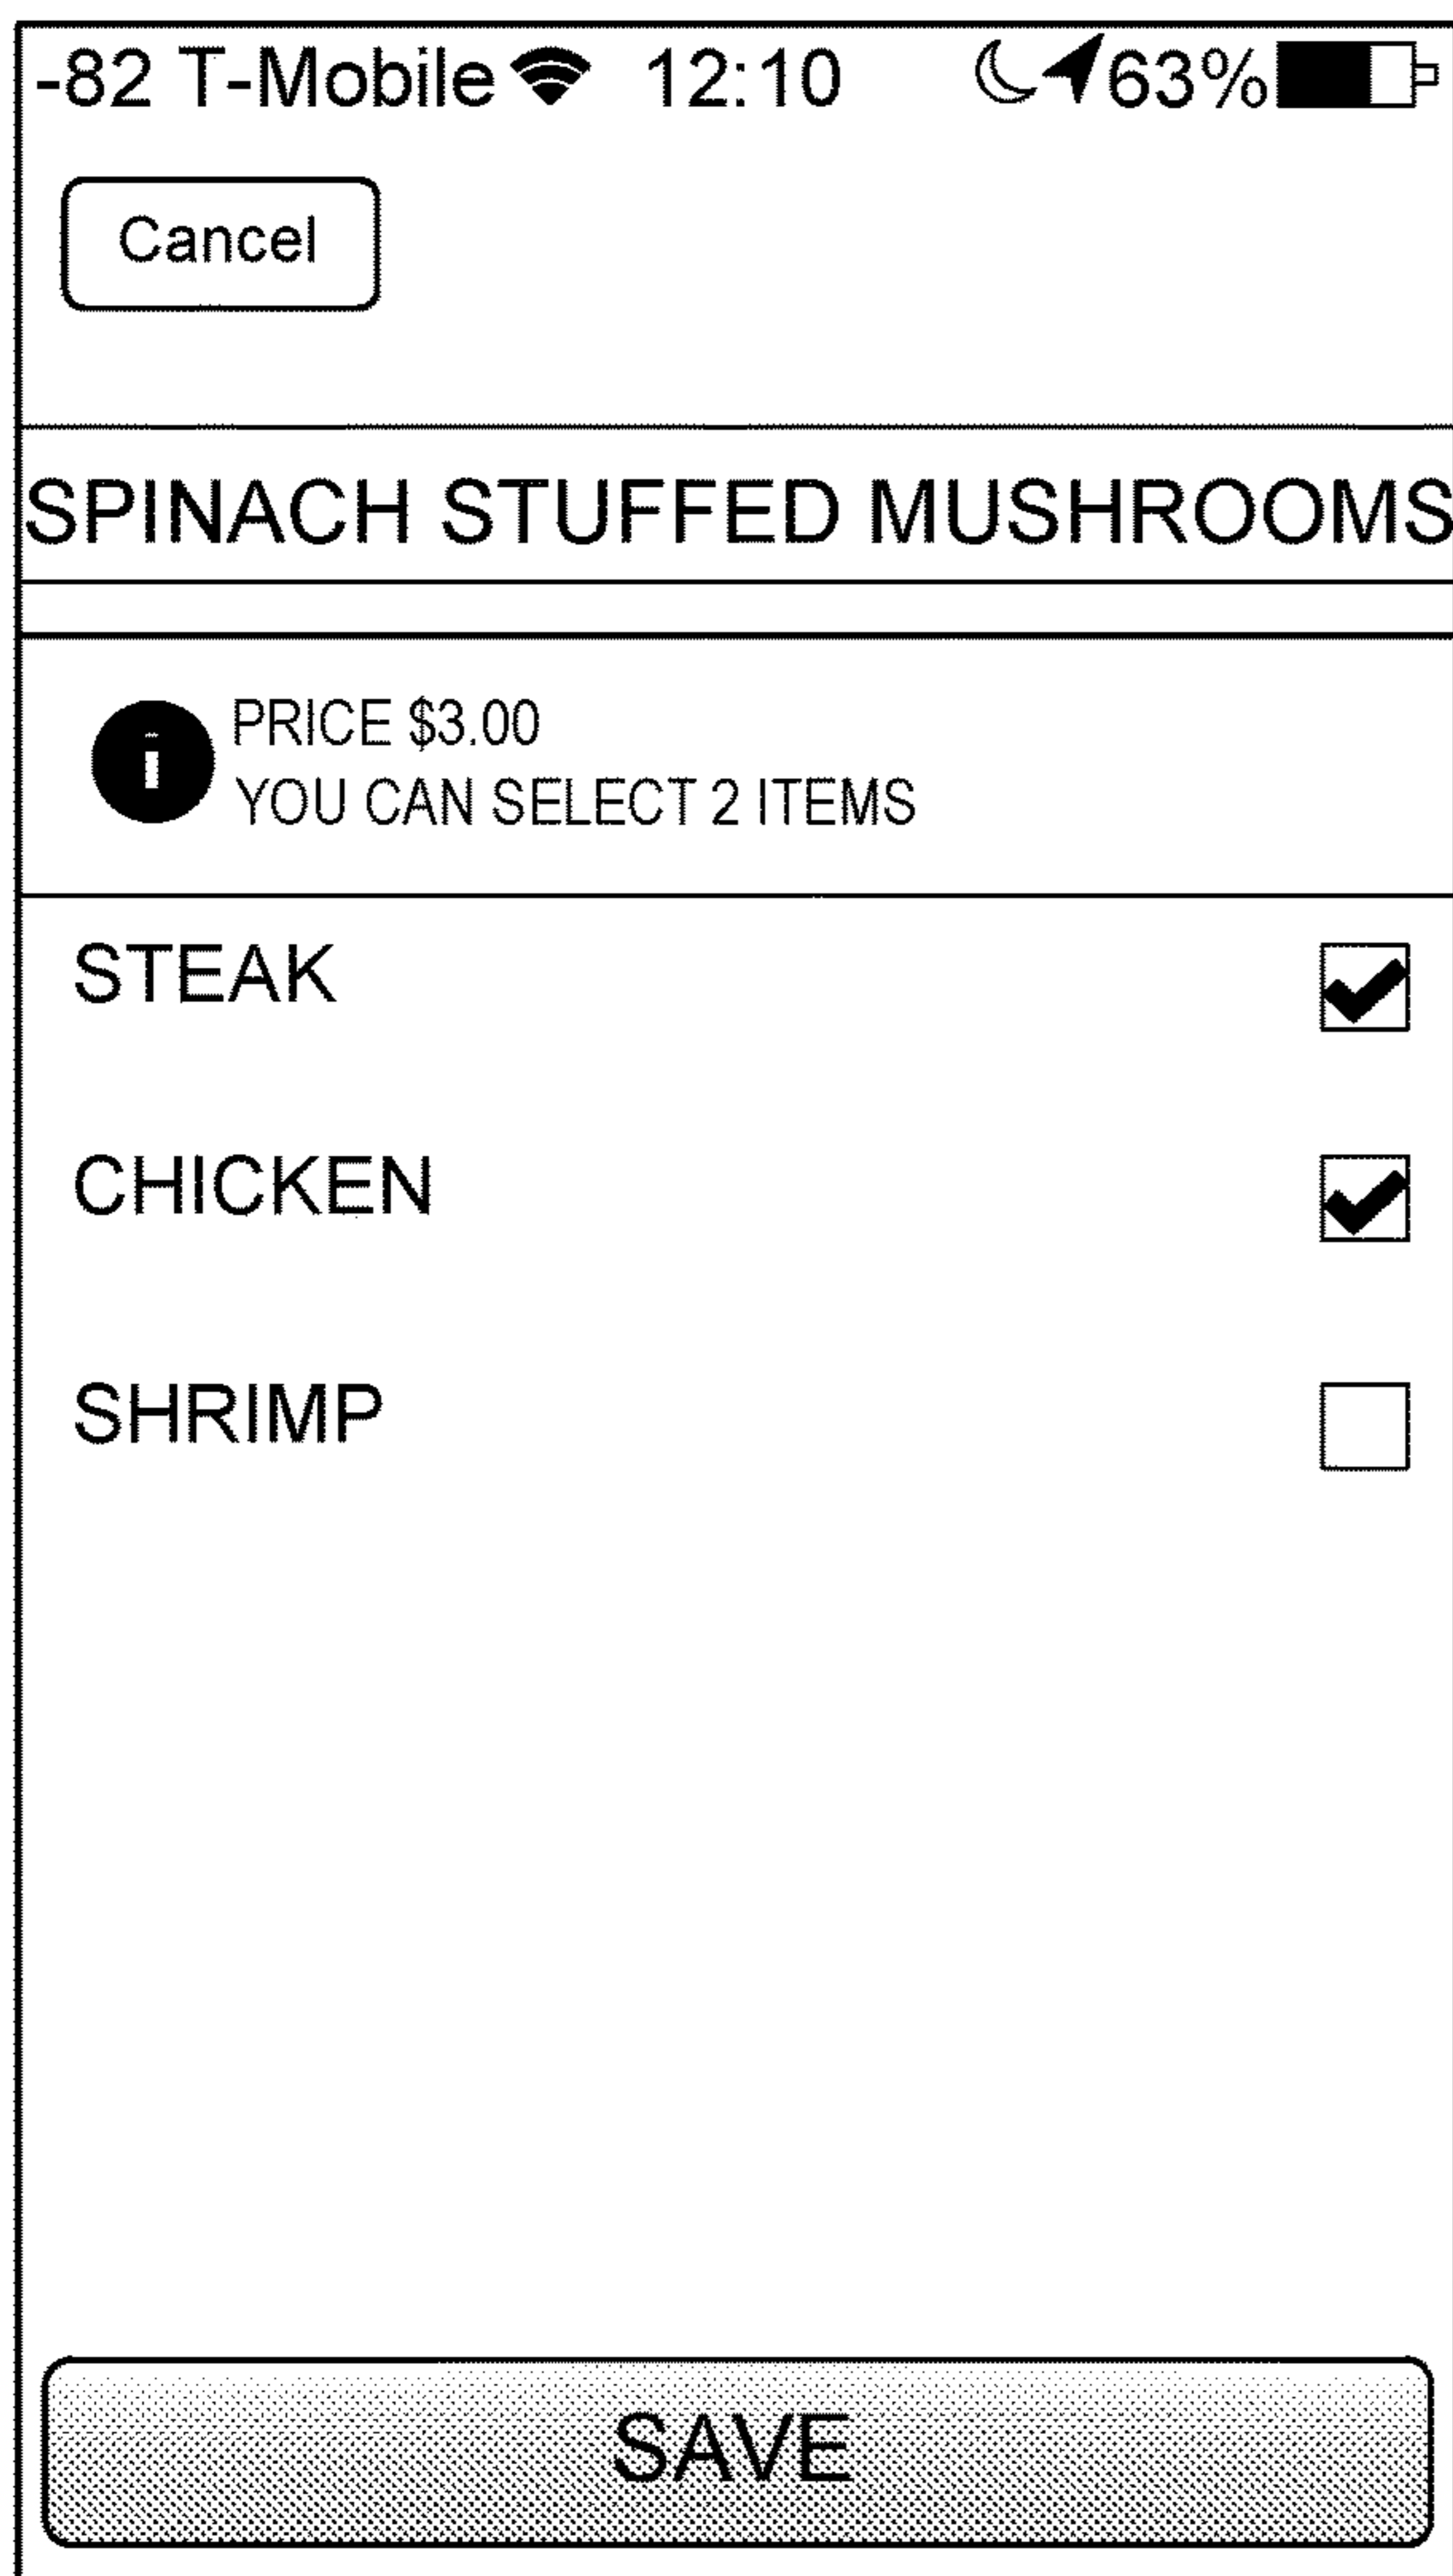 -82 T-Mobile 12:10 63%
Cancel
SPINACH STUFFED MUSHROOMS
i PRICE $3.00
YOU CAN SELECT 2 ITEMS
STEAK
CHICKEN
SHRIMP
SAVE